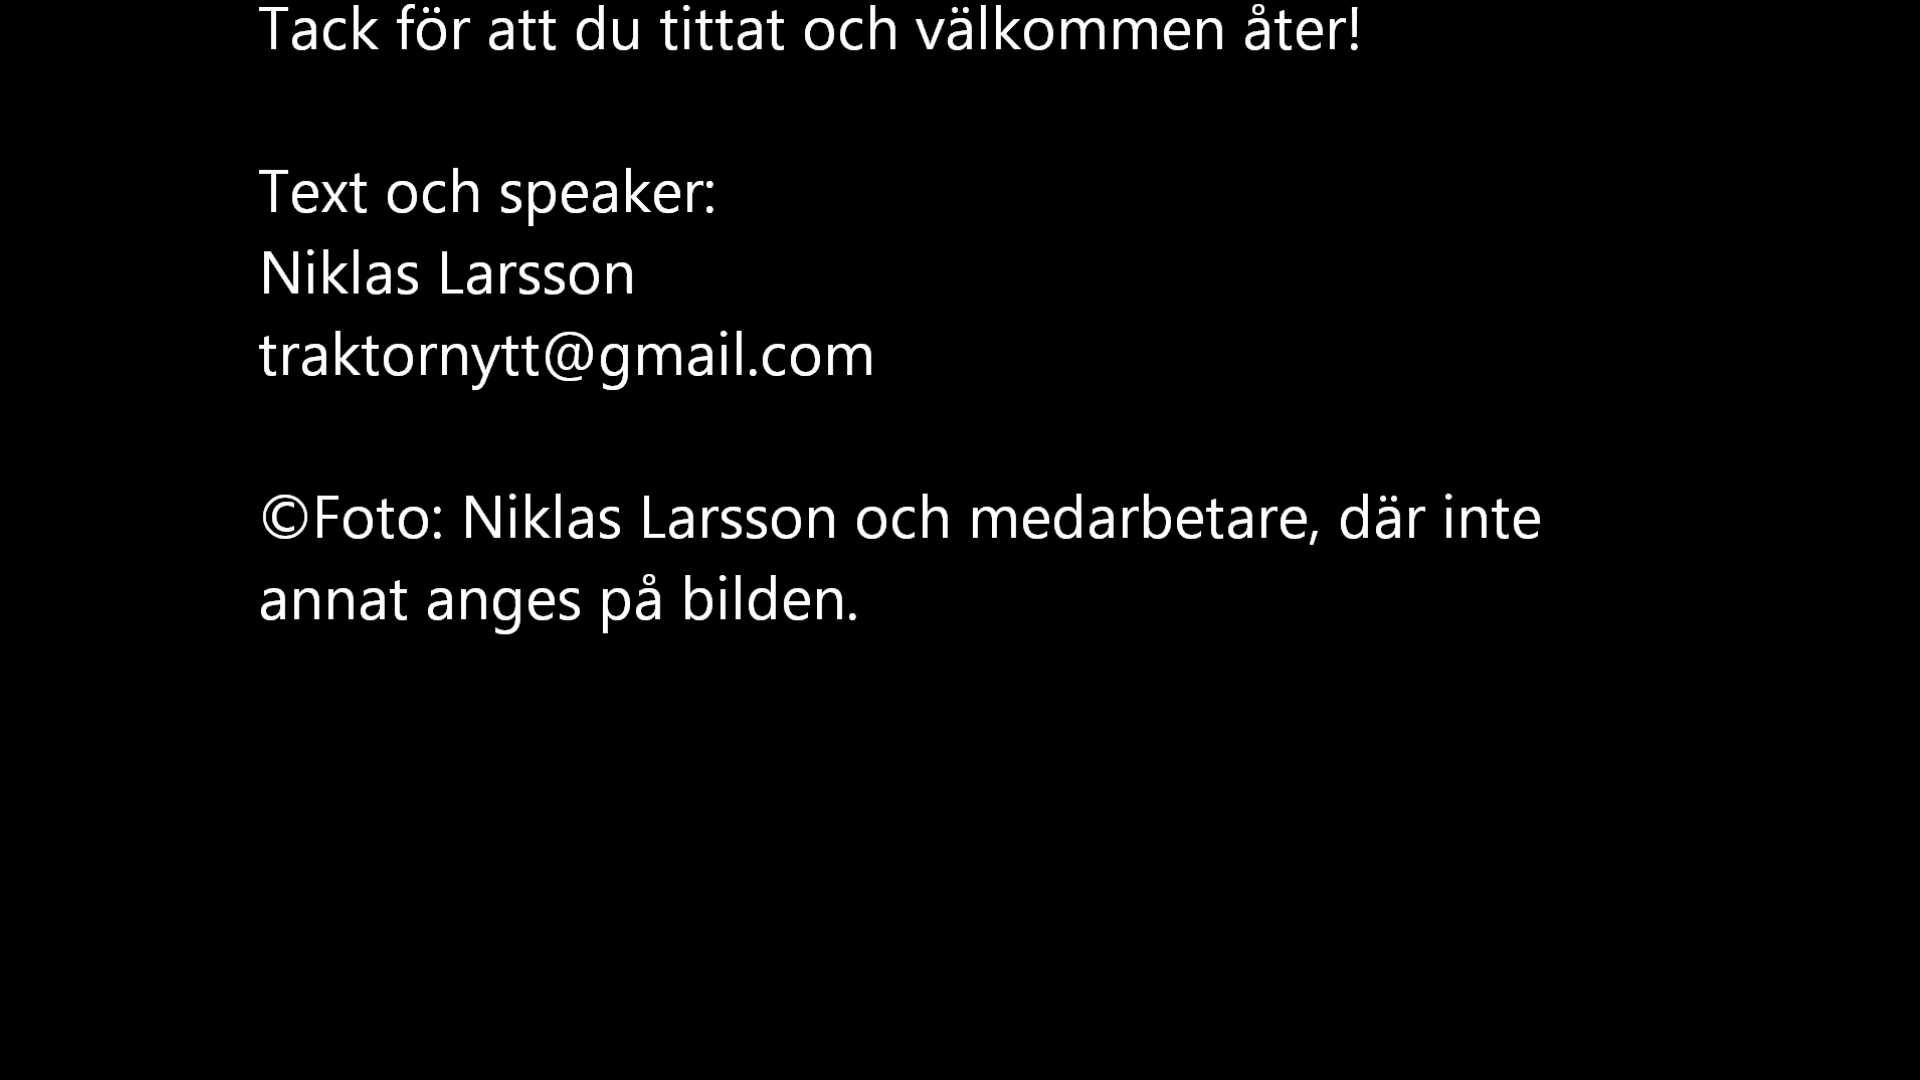 Tack för att du tittat och välkommen åter!
Text och speaker:
Niklas Larsson
traktornytt@gmail.com
©Foto: Niklas Larsson och medarbetare, där inte
annat anges på bilden.